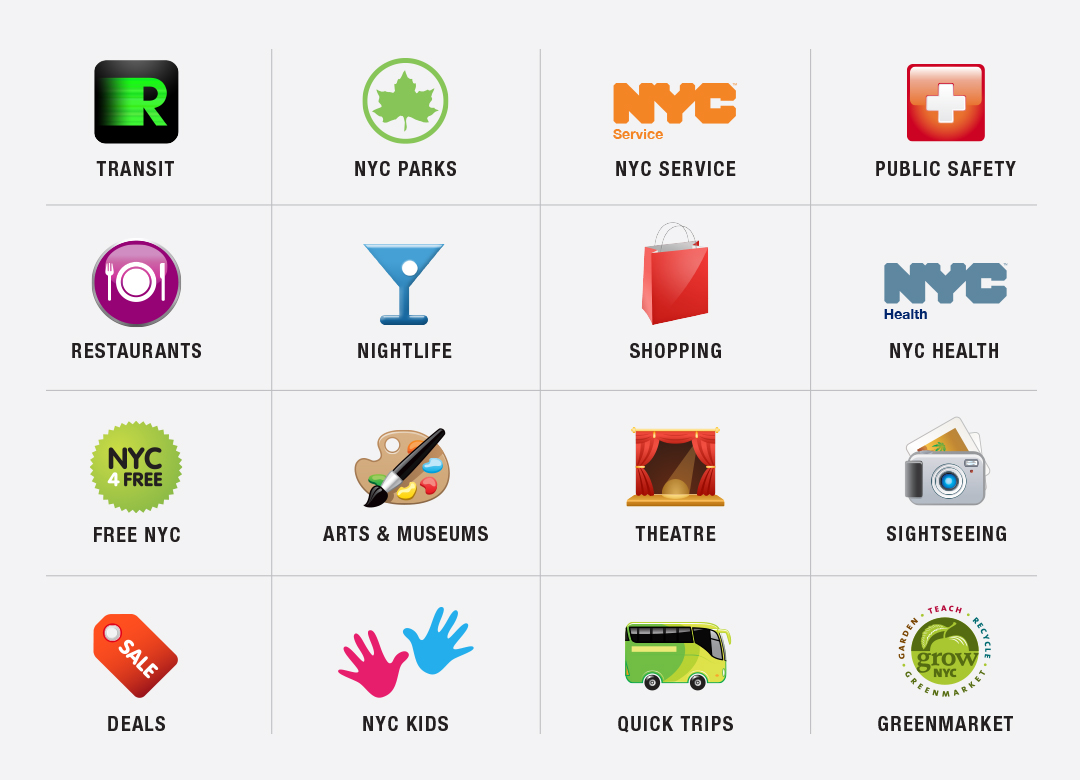 R
TRANSIT
NYC PARKS
NYC
Service
NYC SERVICE
PUBLIC SAFETY
RESTAURANTS
NIGHTLIFE
SHOPPING
NYC
Health
NYC HEALTH
NYC
4 FREE
FREE NYC
ARTS & MUSEUMS
THEATRE
SIGHTSEEING
SALE
DEALS
NYC KIDS
QUICK TRIPS
GARDEN • TEACH • RECYCLE • GREENMARKET •
grow
NYC
GREENMARKET